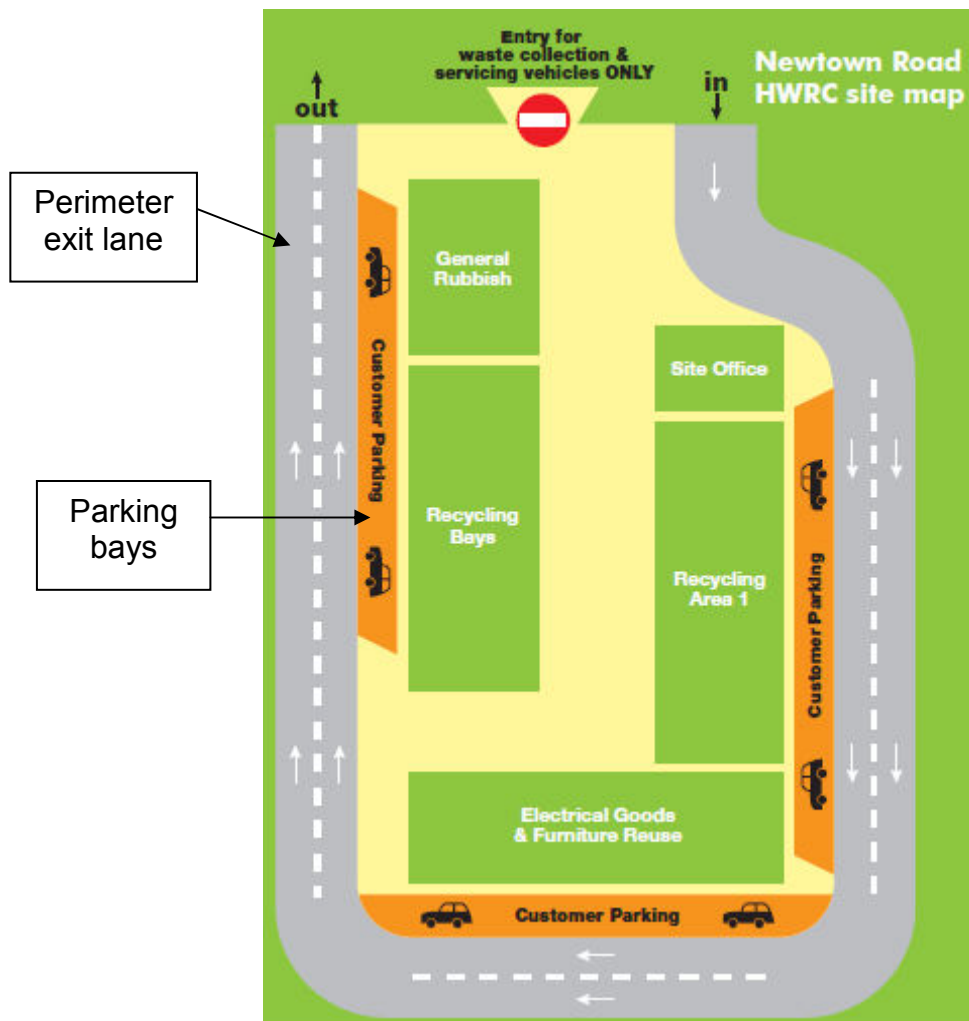 Entry for
waste collection &
servicing vehicles ONLY
Newtown Road
HWRC site map
out
in
Perimeter
exit lane
General
Rubbish
Customer Parking
Site Office
Parking
bays
Recycling
Bays
Recycling
Area 1
Customer Parking
Electrical Goods
& Furniture Reuse
Customer Parking